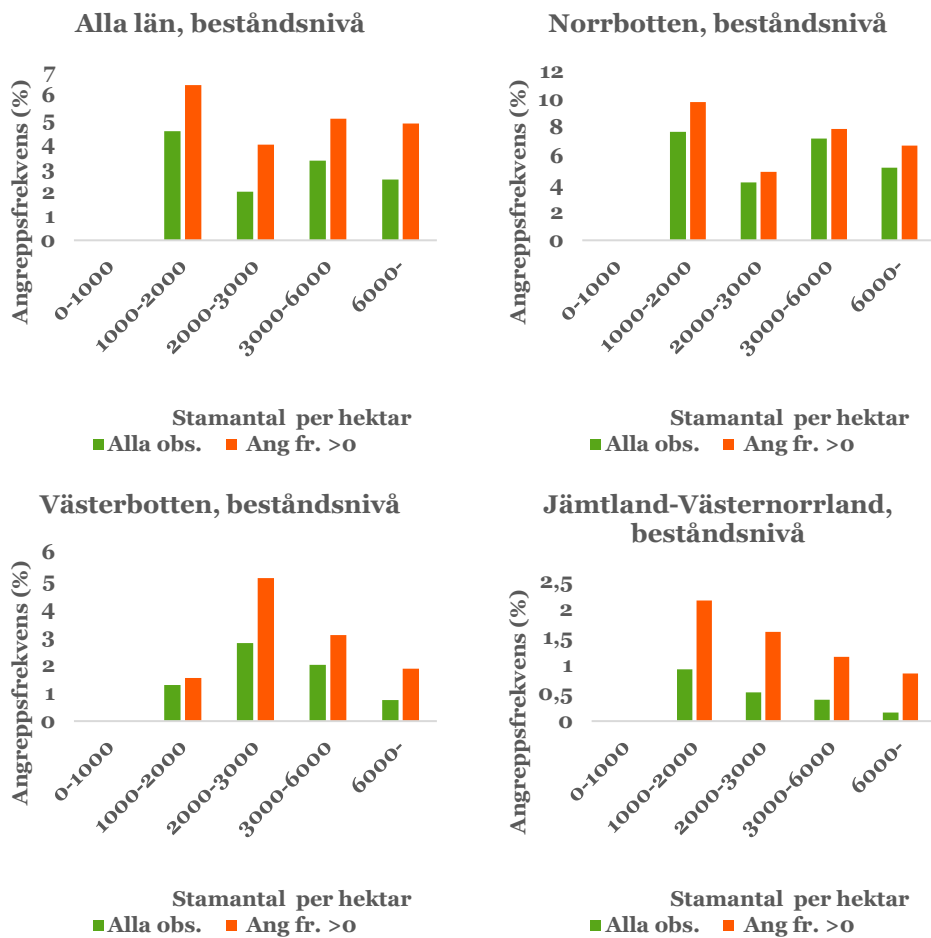 Alla län, beståndsnivå
Angreppsfrekvens (%)
7
6
5
4
3
2
1
0
0-1000
1000-2000
2000-3000
3000-6000
6000-
Stamantal per hektar
Alla obs. Ang fr. >0
Norrbotten, beståndsnivå
Angreppsfrekvens (%)
12
10
8
6
4
2
0
0-1000
1000-2000
2000-3000
3000-6000
6000-
Stamantal per hektar
Alla obs. Ang fr. >0
Västerbotten, beståndsnivå
Angreppsfrekvens (%)
6
5
4
3
2
1
0
0-1000
1000-2000
2000-3000
3000-6000
6000-
Stamantal per hektar
Alla obs. Ang fr. >0
Jämtland-Västernorrland,
beståndsnivå
Angreppsfrekvens (%)
2,5
2
1,5
1
0,5
0
0-1000
1000-2000
2000-3000
3000-6000
6000-
Stamantal per hektar
Alla obs. Ang fr. >0